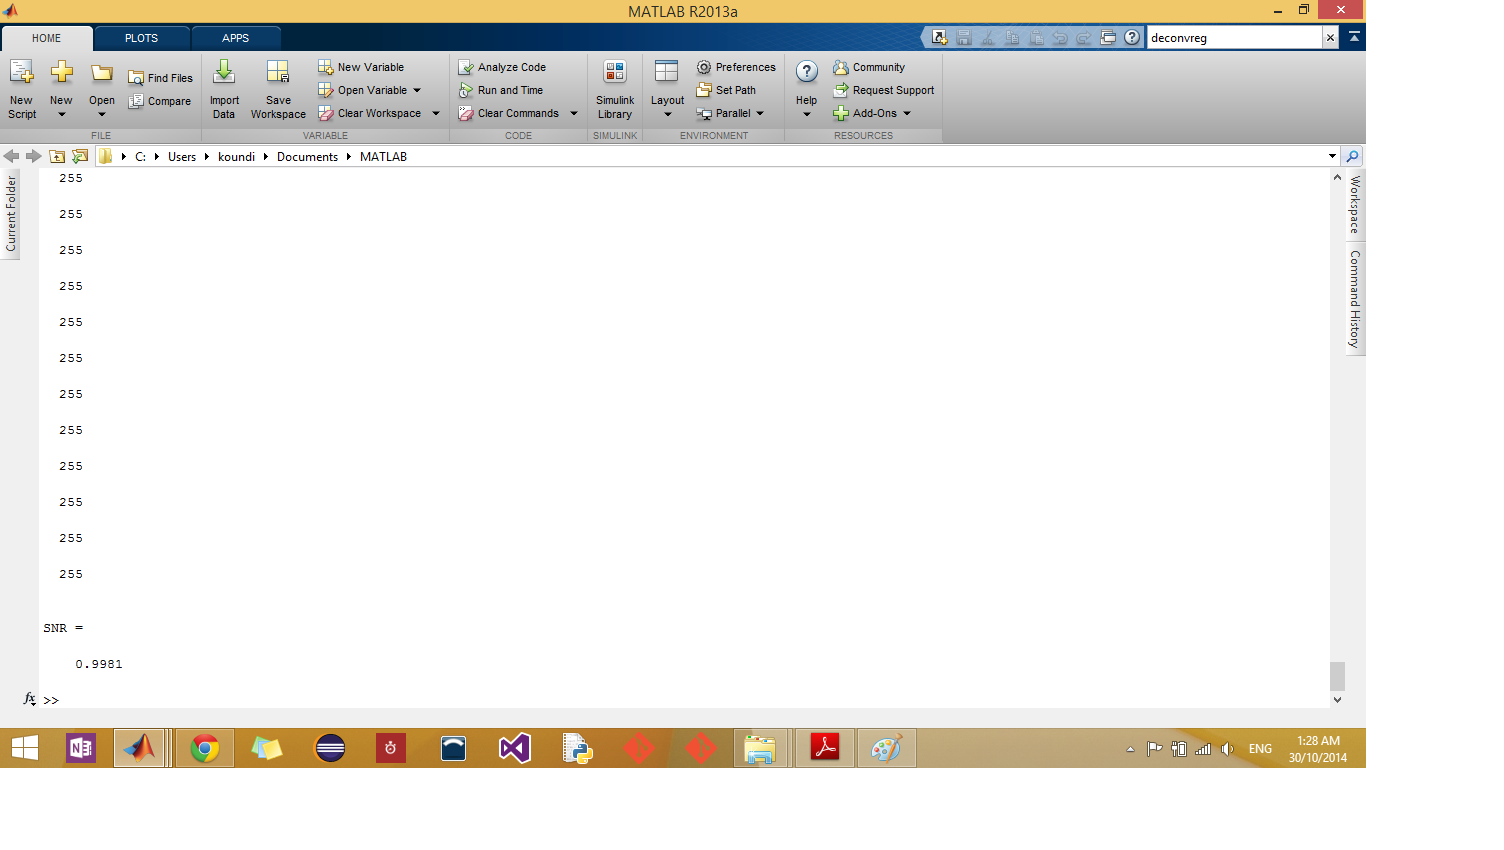 MATLAB R2013a
HOME PLOTS APPS
deconvreg
New Script
New
Open
Find Files
Compare
FILE
Import Data
Save Workspace
New Variable
Open Variable
Clear Workspace
VARIABLE
Analyze Code
Run and Time
Clear Commands
CODE
Simulink Library
SIMULINK
Layout
Preferences
Set Path
Parallel
ENVIRONMENT
Help
Community
Request Support
Add-Ons
RESOURCES
C: Users koundi Documents MATLAB
Current Folder
Workspace
Command History
255
255
255
255
255
255
255
255
255
255
255
255
SNR =
0.9981
fx >>
N
ENG
1:28 AM
30/10/2014